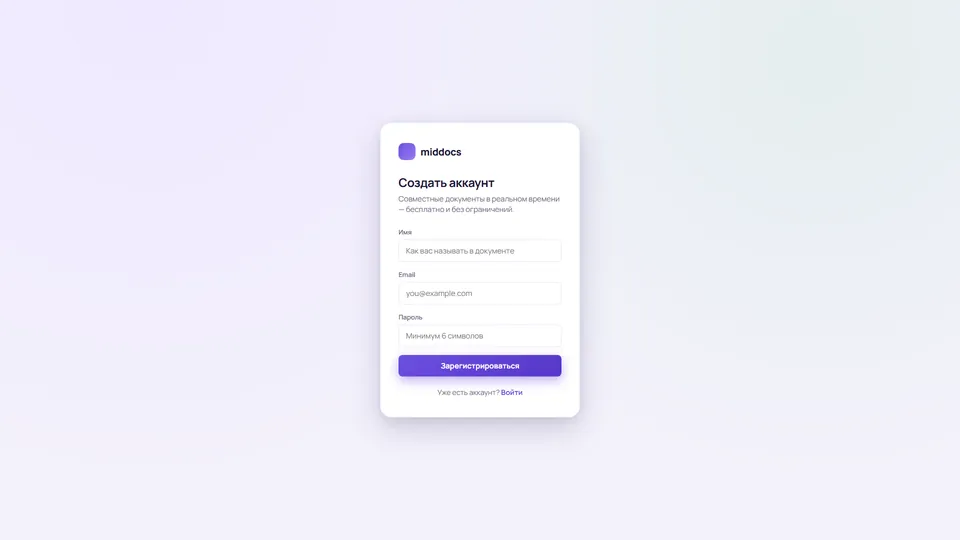 middocs
Создать аккаунт
Совместные документы в реальном времени
— бесплатно и без ограничений.
Имя
Как вас называть в документе
Email
you@example.com
Пароль
Минимум 6 символов
Зарегистрироваться
Уже есть аккаунт? Войти